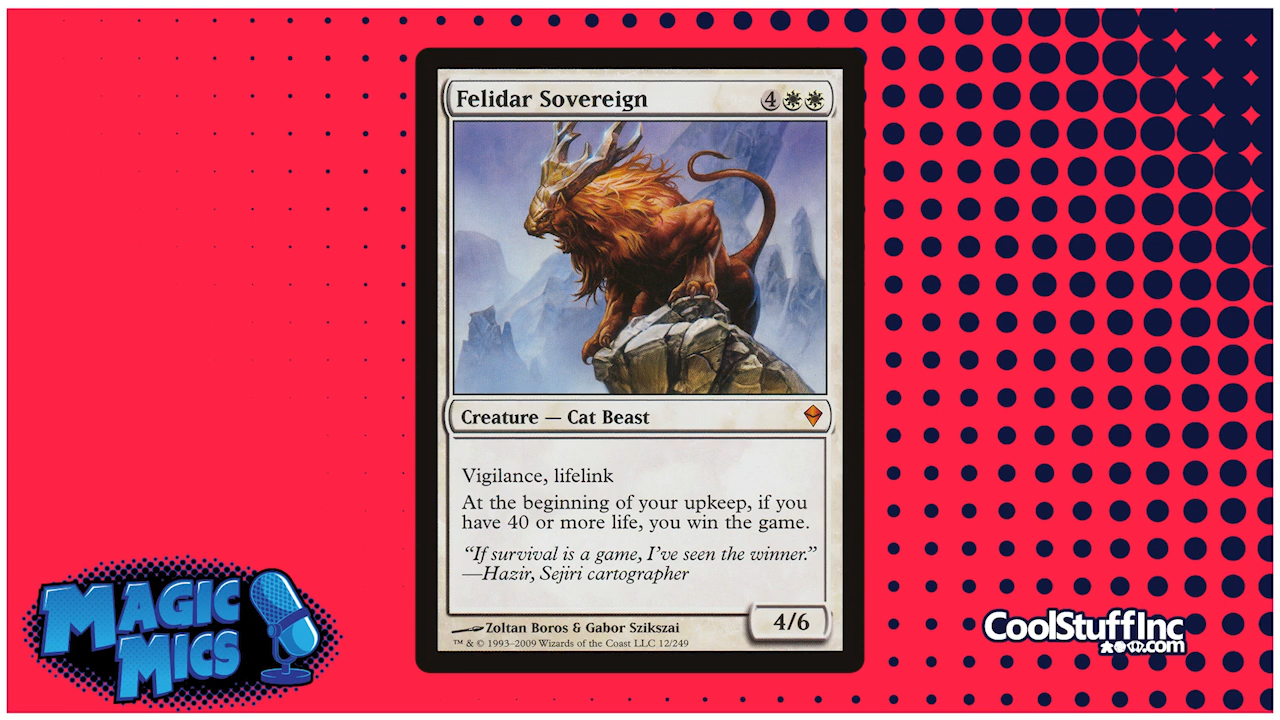 Felidar Sovereign 4
Creature — Cat Beast
Vigilance, lifelink
At the beginning of your upkeep, if you
have 40 or more life, you win the game.
“If survival is a game, I’ve seen the winner.”
—Hazir, Sejiri cartographer
4/6
Zoltan Boros & Gabor Szikszai
™ & © 1993–2009 Wizards of the Coast LLC 12/249
MAGIC
MICS
CoolStuffInc
.com